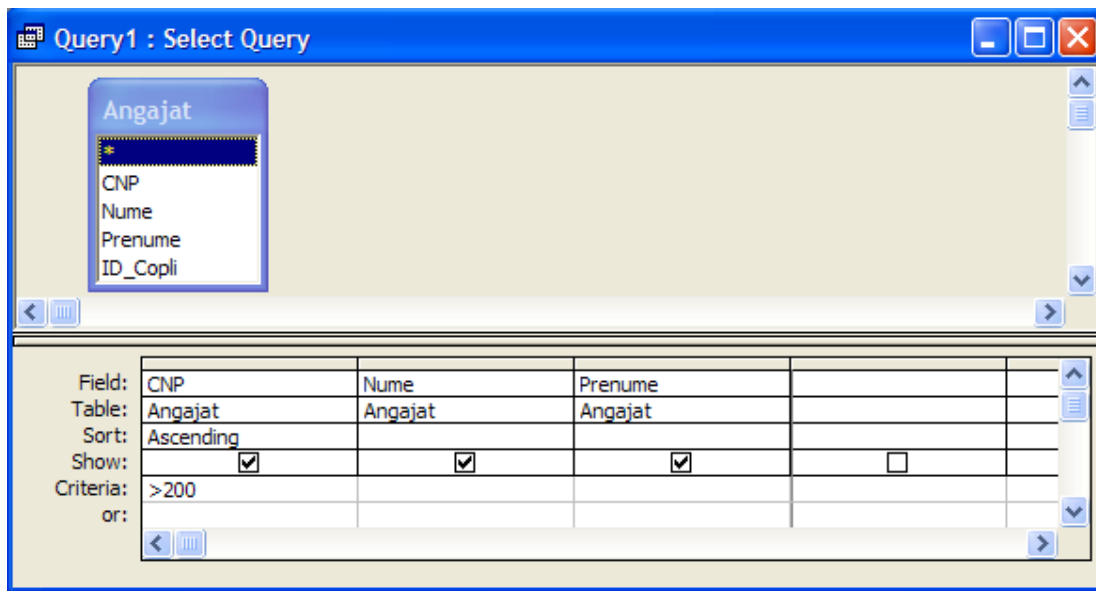 Query1 : Select Query
Angajat
*
CNP
Nume
Prenume
ID_Copli
Field: CNP Nume Prenume
Table: Angajat Angajat Angajat
Sort: Ascending
Show:
Criteria: >200
or: